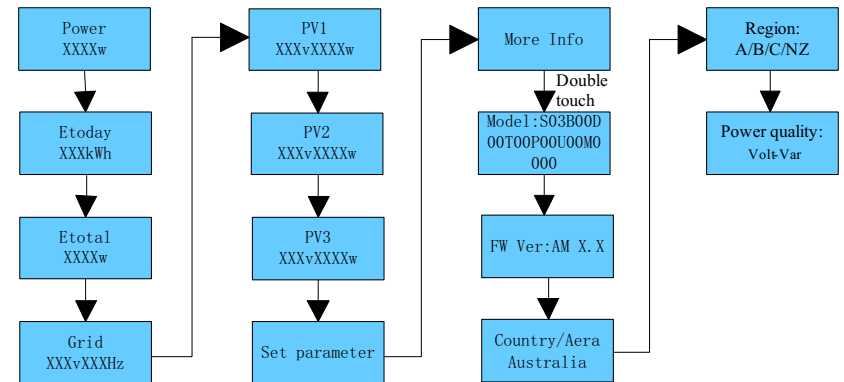 Power
XXXXw
Etoday
XXXkWh
Etotal
XXXXw
Grid
XXXvXXXHz
PV1
XXXvXXXXw
PV2
XXXvXXXXw
PV3
XXXvXXXXw
Set parameter
More Info
Double
touch
Model:S03B00D
00T00P00U00M0
000
FW Ver:AM X.X
Country/Aera
Australia
Region:
A/B/C/NZ
Power quality:
Volt-Var